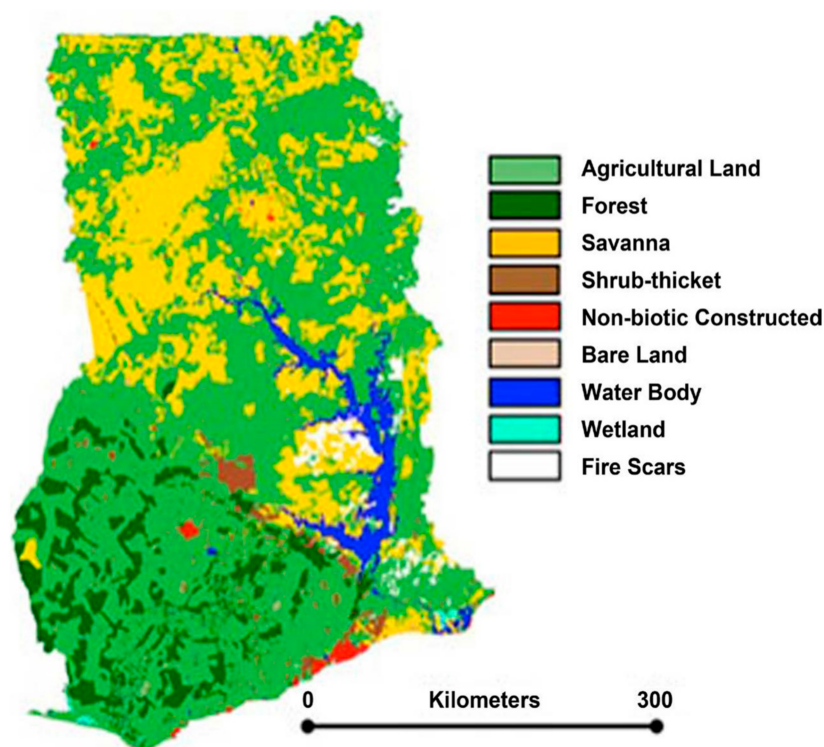 Agricultural Land
Forest
Savanna
Shrub-thicket
Non-biotic Constructed
Bare Land
Water Body
Wetland
Fire Scars
0 Kilometers 300